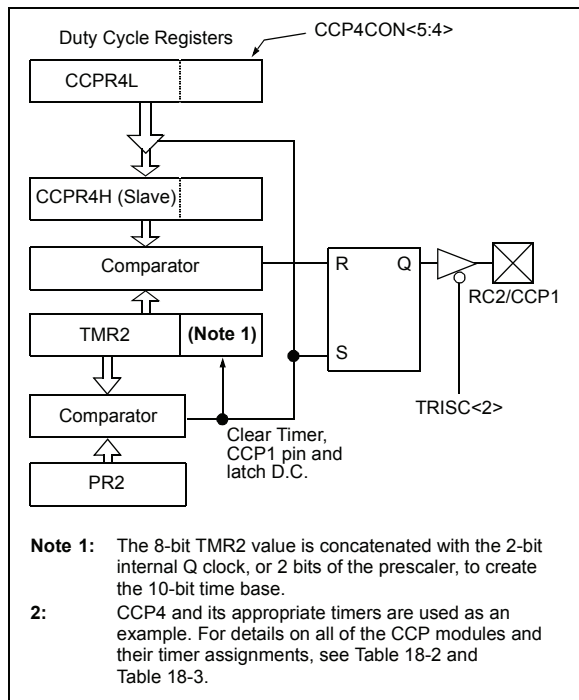 Duty Cycle Registers
CCP4CON<5:4>
CCPR4L
CCPR4H (Slave)
Comparator
R
Q
RC2/CCP1
TMR2
(Note 1)
S
TRISC<2>
Comparator
Clear Timer,
CCP1 pin and
latch D.C.
PR2
Note 1: The 8-bit TMR2 value is concatenated with the 2-bit
internal Q clock, or 2 bits of the prescaler, to create
the 10-bit time base.
2: CCP4 and its appropriate timers are used as an
example. For details on all of the CCP modules and
their timer assignments, see Table 18-2 and
Table 18-3.